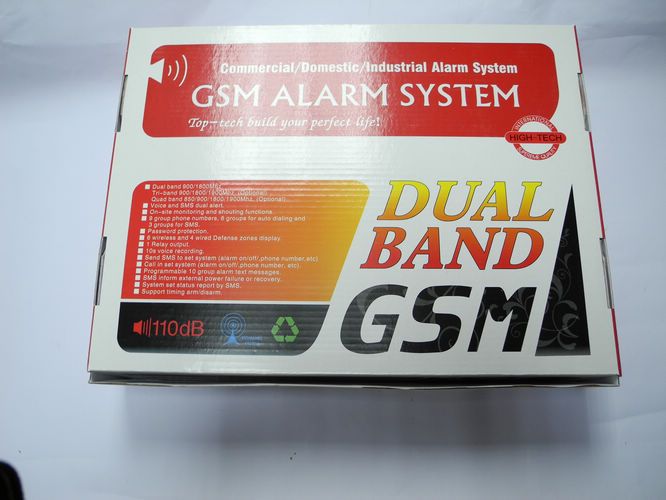 Commercial/Domestic/Industrial Alarm System
GSM ALARM SYSTEM
Top-tech build your perfect life!
INTERNATIONAL
HIGH-TECH
Dual band 900/1800Mhz
Tri-band 900/1800/1900Mhz (Optional)
Quad band 850/900/1800/1900Mhz. (Optional)
Voice and SMS dual alert.
On-site monitoring and shouting functions.
9 group phone numbers, 6 groups for auto dialing and
3 groups for SMS.
Password protection.
6 wireless and 4 wired Defense zones display.
1 Relay output.
10s voice recording.
Send SMS to set system (alarm on/off/,phone number,etc)
Call in set system (alarm on/off/,phone number, etc).
Programmable 10 group alarm text messages.
SMS inform external power failure or recovery.
System set status report by SMS.
Support timing arm/disarm.
DUAL
BAND
GSM
110dB